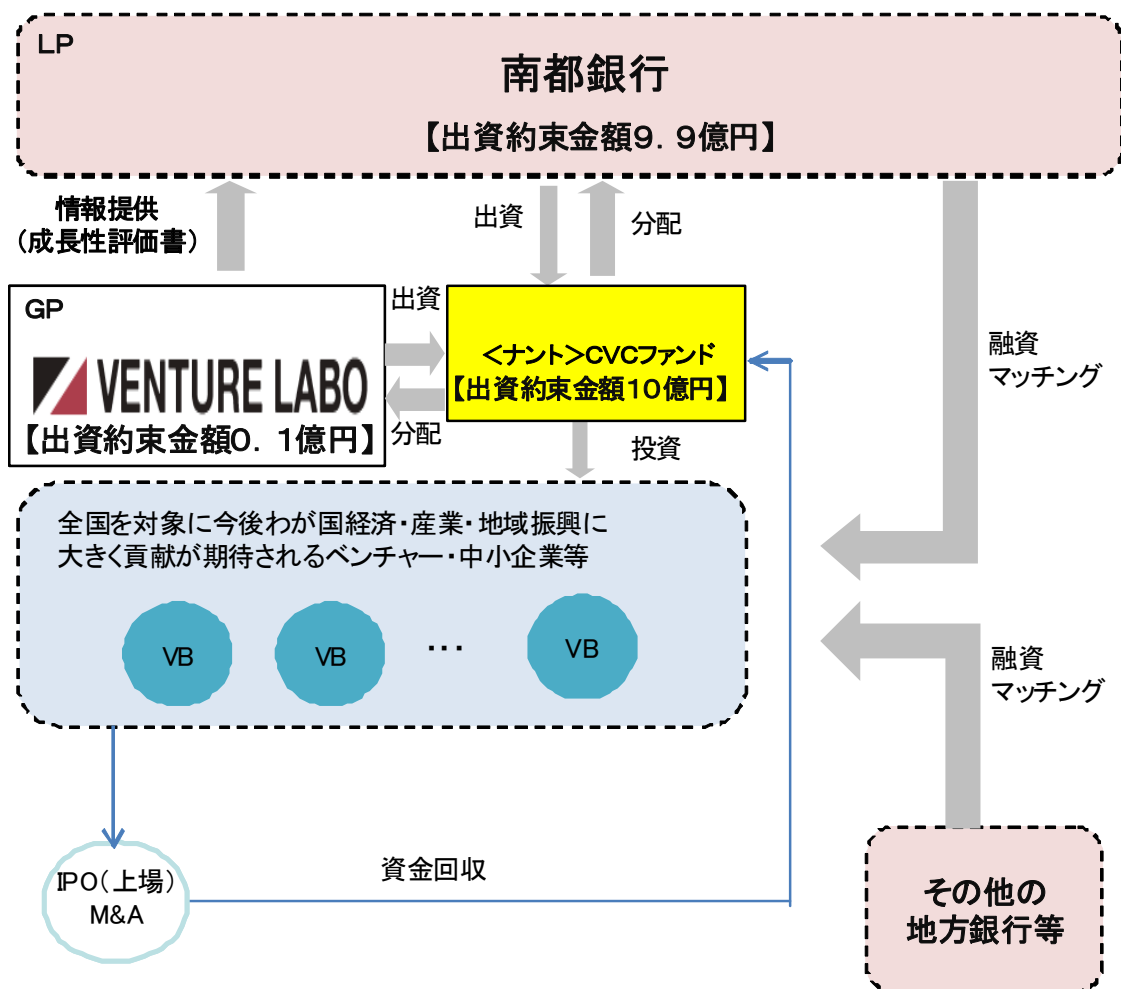 LP
南都銀行
【出資約束金額9.9億円】
情報提供
(成長性評価書)
出資
分配
GP
VENTURE LABO
【出資約束金額0.1億円】
出資
分配
<ナント>CVCファンド
【出資約束金額10億円】
投資
融資
マッチング
全国を対象に今後わが国経済・産業・地域振興に
大きく貢献が期待されるベンチャー・中小企業等
VB
VB
…
VB
融資
マッチング
IPO(上場)
M&A
資金回収
その他の
地方銀行等